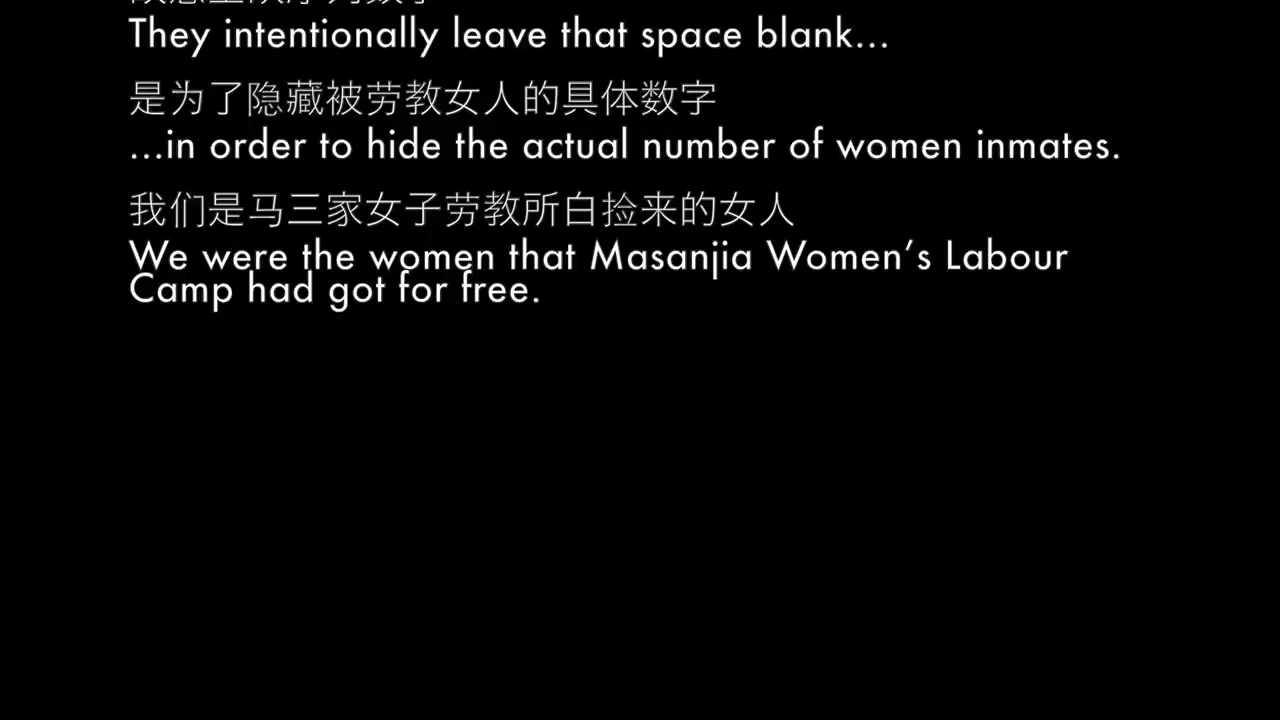 They intentionally leave that space blank...
是为了隐藏被劳教女人的具体数字
...in order to hide the actual number of women inmates.
我们是马三家女子劳教所白捡来的女人
We were the women that Masanjia Women’s Labour
Camp had got for free.